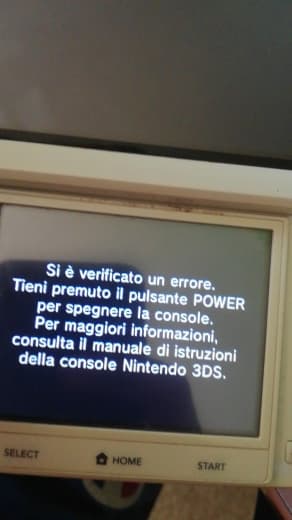 Si è verificato un errore.
Tieni premuto il pulsante POWER
per spegnere la console.
Per maggiori informazioni,
consulta il manuale di istruzioni
della console Nintendo 3DS.
SELECT
HOME
START